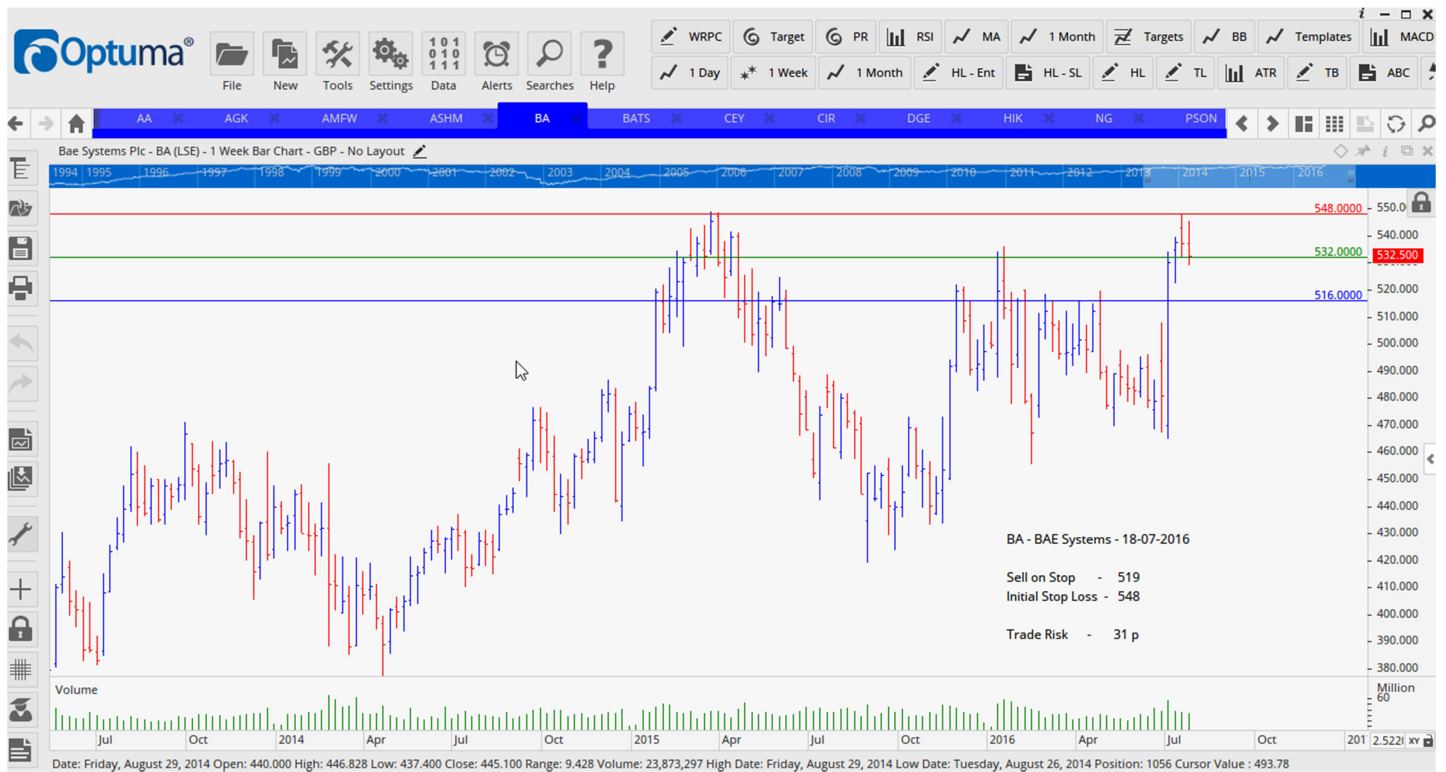 Optuma®
File New Tools Settings Data Alerts Searches Help
WRPC Target PR RSI MA 1 Month Targets BB Templates MACD
1 Day 1 Week 1 Month HL - Ent HL - SL HL TL ATR TB ABC
AA AGK AMFW ASHM BA BATS CEY CIR DGE HIK NG PSON
Bae Systems Plc - BA (LSE) - 1 Week Bar Chart - GBP - No Layout
1994 1995 1996 1997 1998 1999 2000 2001 2002 2003 2004 2005 2006 2007 2008 2009 2010 2011 2012 2013 2014 2015 2016
548.0000
550.0
540.000
532.0000
532.500
520.000
516.0000
510.000
500.000
490.000
480.000
470.000
460.000
450.000
440.000
430.000
420.000
410.000
400.000
390.000
380.000
BA - BAE Systems - 18-07-2016
Sell on Stop - 519
Initial Stop Loss - 548
Trade Risk - 31 p
Volume
Million
60
Jul Oct 2014 Apr Jul Oct 2015 Apr Jul Oct 2016 Apr Jul Oct 201
XY
Date: Friday, August 29, 2014 Open: 440.000 High: 446.828 Low: 437.400 Close: 445.100 Range: 9.428 Volume: 23,873,297 High Date: Friday, August 29, 2014 Low Date: Tuesday, August 26, 2014 Position: 1056 Cursor Value : 493.78